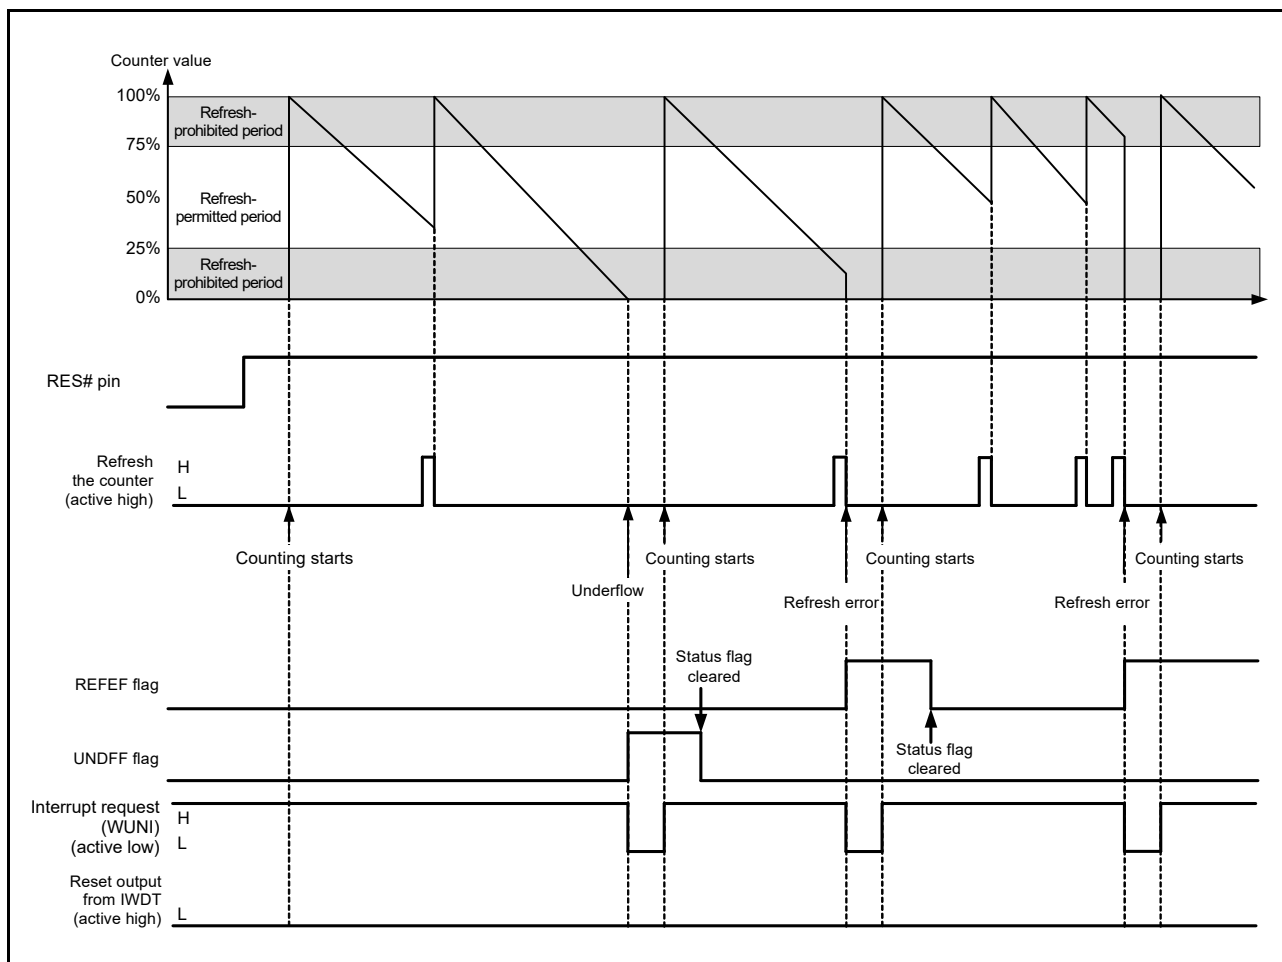 Counter value
100%
Refresh-
prohibited period
75%
50%
Refresh-
permitted period
25%
Refresh-
prohibited period
0%
RES# pin
Refresh
the counter
(active high)
H
L
Counting starts
Counting starts
Counting starts
Counting starts
Underflow
Refresh error
Refresh error
Status flag
cleared
REFEF flag
Status flag
cleared
UNDFF flag
Interrupt request
(WUNI)
(active low)
H
L
Reset output
from IWDT
(active high)
L